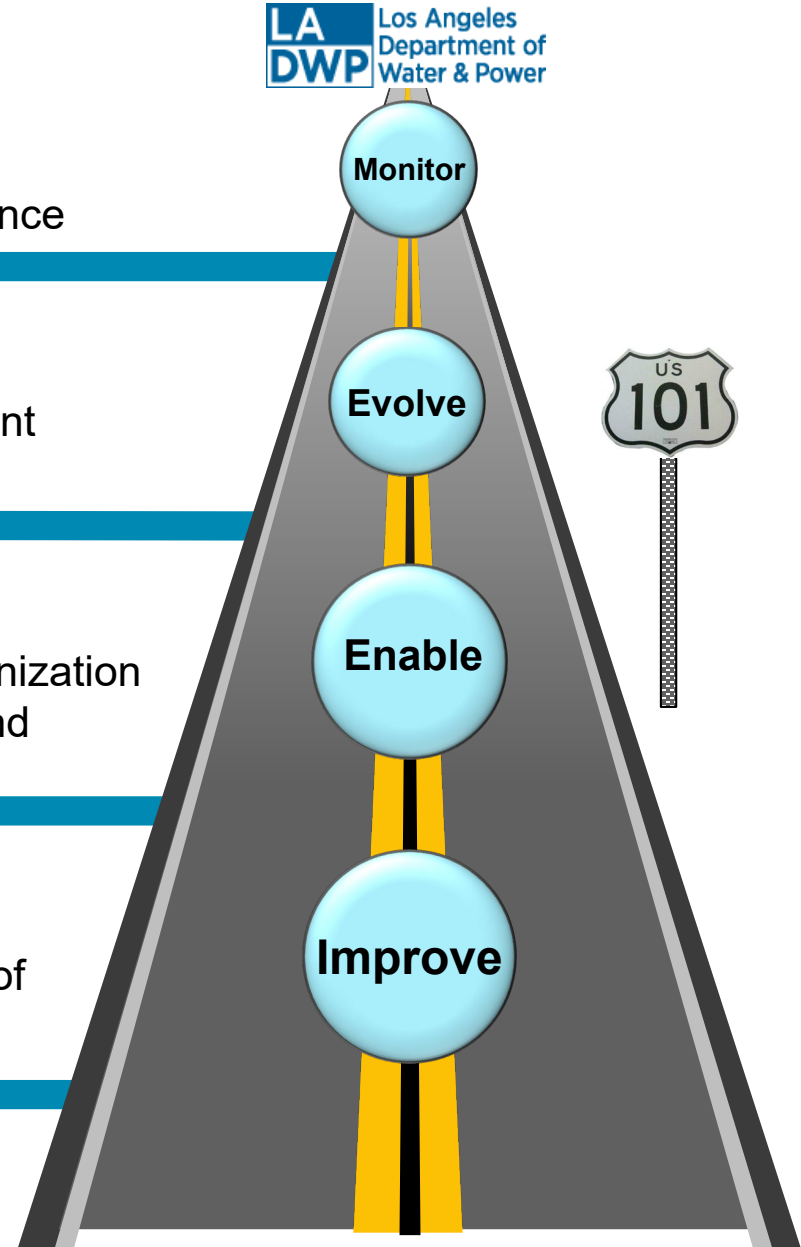 LA
DWP
Los Angeles
Department of
Water & Power
Monitor
nce
Evolve
nt
US
101
Enable
nization
nd
Improve
of